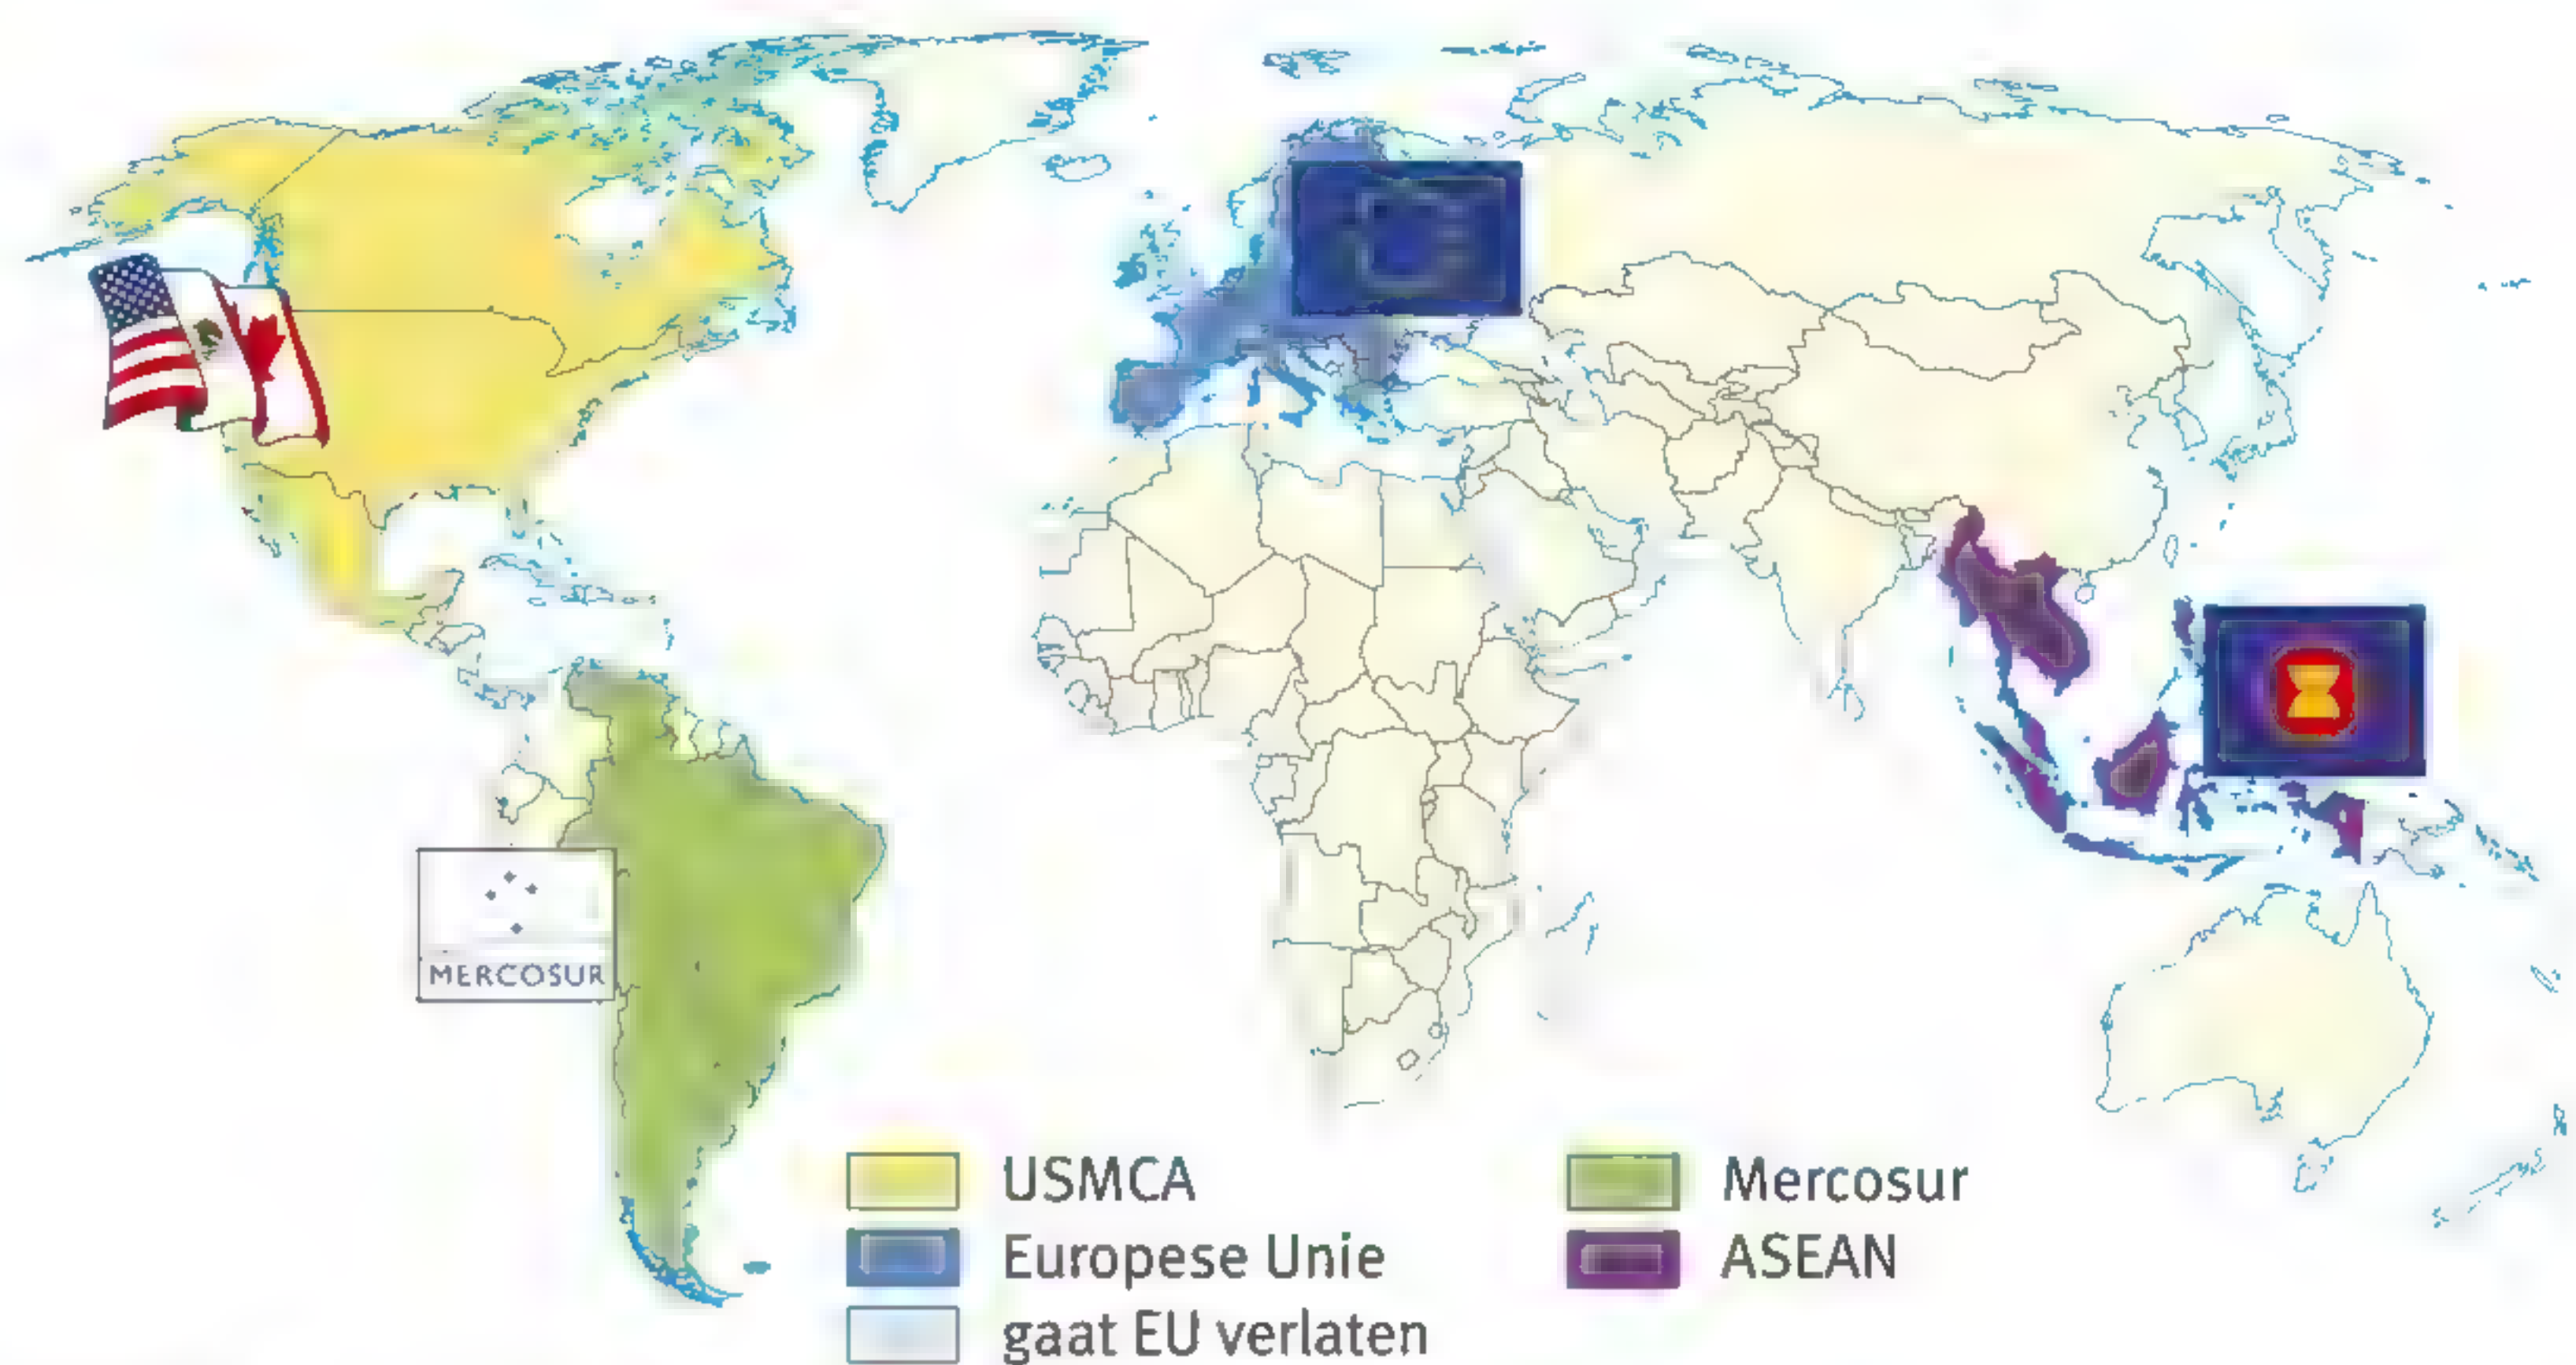 MERCOSUR
USMCA
Europese Unie
gaat EU verlaten
Mercosur
ASEAN